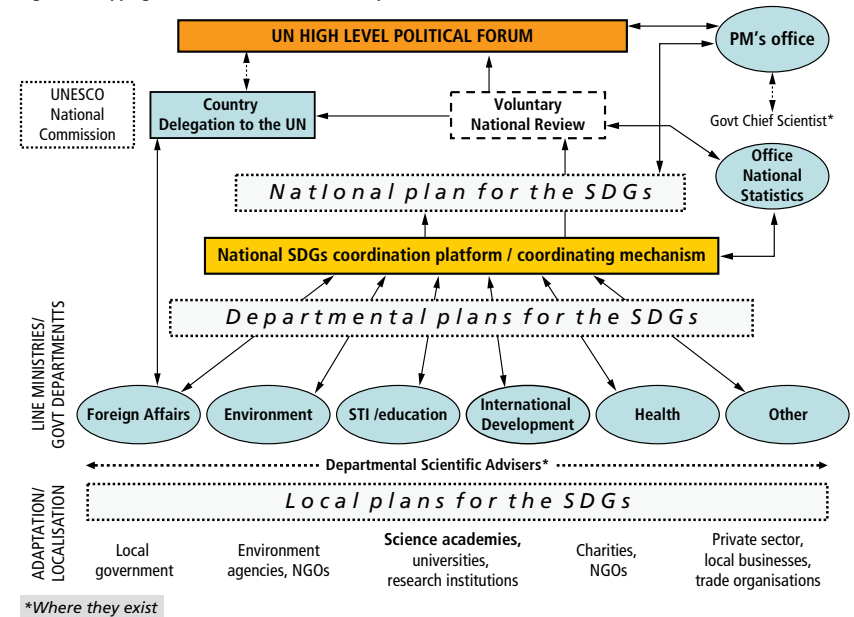 UN HIGH LEVEL POLITICAL FORUM
PM's office
UNESCO
National
Commission
Country
Delegation to the UN
Voluntary
National Review
Govt Chief Scientist*
Office
National
Statistics
NatIonal plan for the SDGs
National SDGs coordination platform / coordinating mechanism
Departmental plans for the SDGs
LINE MINISTRIES/
GOVT DEPARTMENTTS
Foreign Affairs
Environment
STI /education
International
Development
Health
Other
Departmental Scientific Advisers*
ADAPTATION/
LOCALISATION
Local plans for the SDGs
Local
government
Environment
agencies, NGOs
Science academies,
universities,
research institutions
Charities,
NGOs
Private sector,
local businesses,
trade organisations
*Where they exist